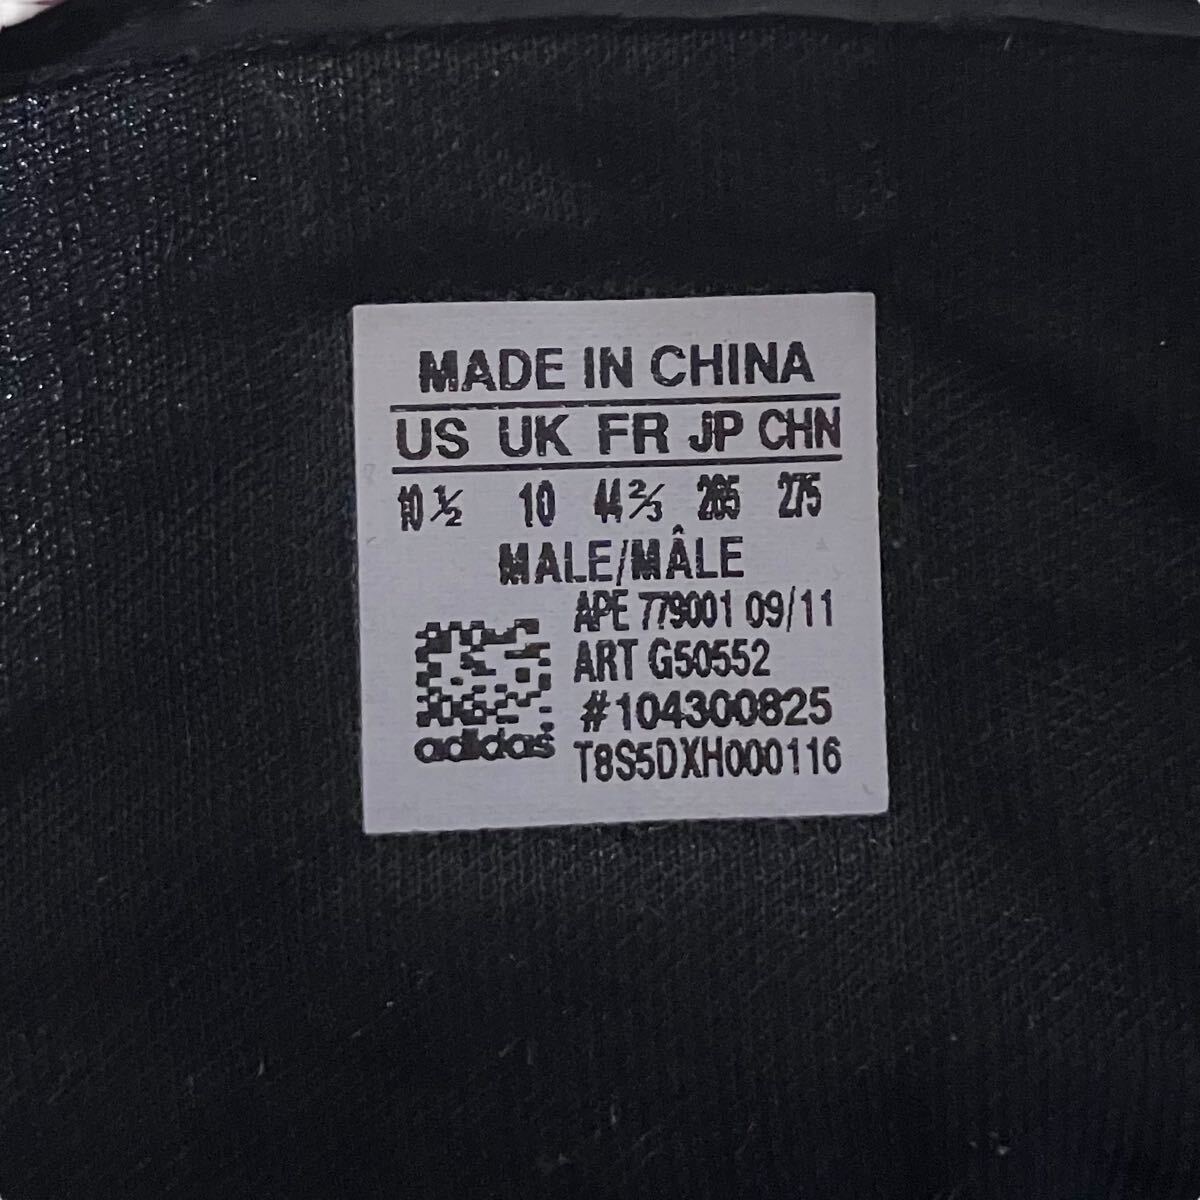 MADE IN CHINA
US UK FR JP CHN
10 ½ 10 44 ⅔ 285 275
MALE/MÂLE
APE 779001 09/11
ART G50552
#104300825
T8S5DXH000116
adidas